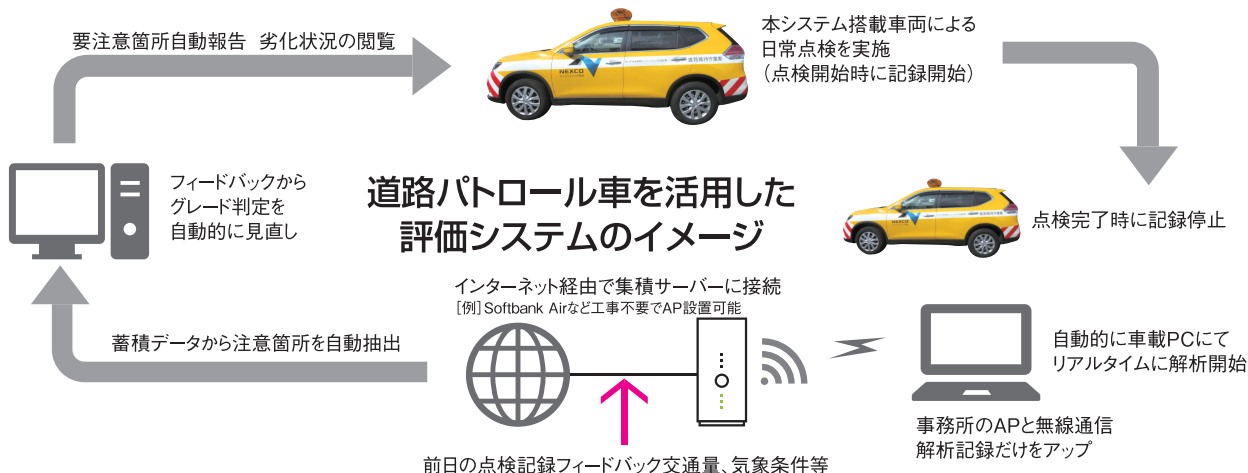 要注意箇所自動報告 劣化状況の閲覧
本システム搭載車両による
日常点検を実施
（点検開始時に記録開始）
NEXCO
フィードバックから
グレード判定を
自動的に見直し
道路パトロール車を活用した
評価システムのイメージ
点検完了時に記録停止
インターネット経由で集積サーバーに接続
［例］Softbank Airなど工事不要でAP設置可能
蓄積データから注意箇所を自動抽出
自動的に車載PCにて
リアルタイムに解析開始
事務所のAPと無線通信
解析記録だけをアップ
前日の点検記録フィードバック交通量、気象条件等